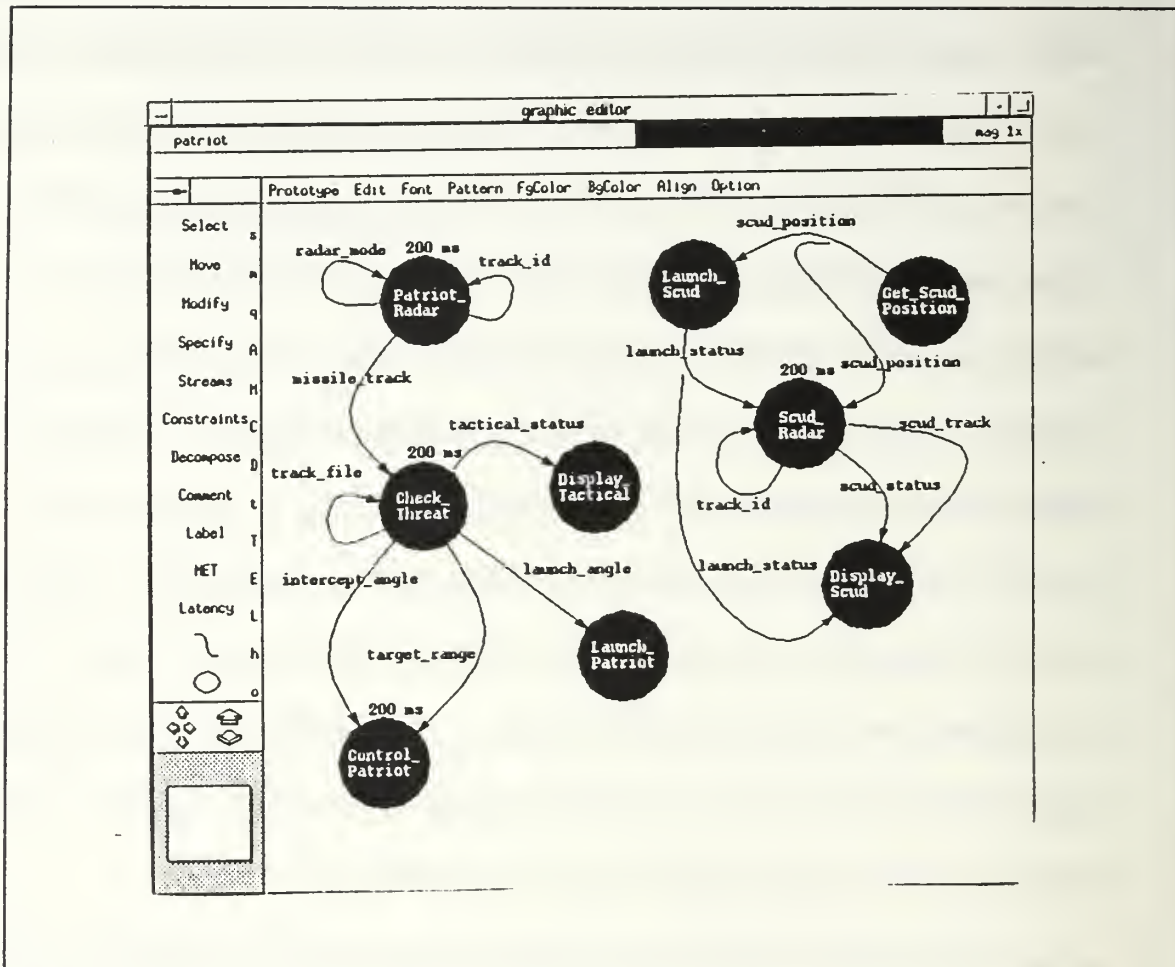 graphic editor
patriot
mag 1x
Prototype Edit Font Pattern FgColor BgColor Align Option
Select s
Move m
Modify q
Specify A
Streams M
Constraints C
Decompose D
Comment t
Label T
MET E
Latency L
h
o
radar_mode
200 ms
track_id
Patriot_
Radar
missile_track
200 ms
track_file
Check_
Threat
tactical_status
Display_
Tactical
intercept_angle
launch_angle
target_range
Launch_
Patriot
200 ms
Control_
Patriot
scud_position
Launch_
Scud
Get_Scud_
Position
launch_status
scud_position
200 ms
Scud_
Radar
scud_track
track_id
scud_status
launch_status
Display_
Scud